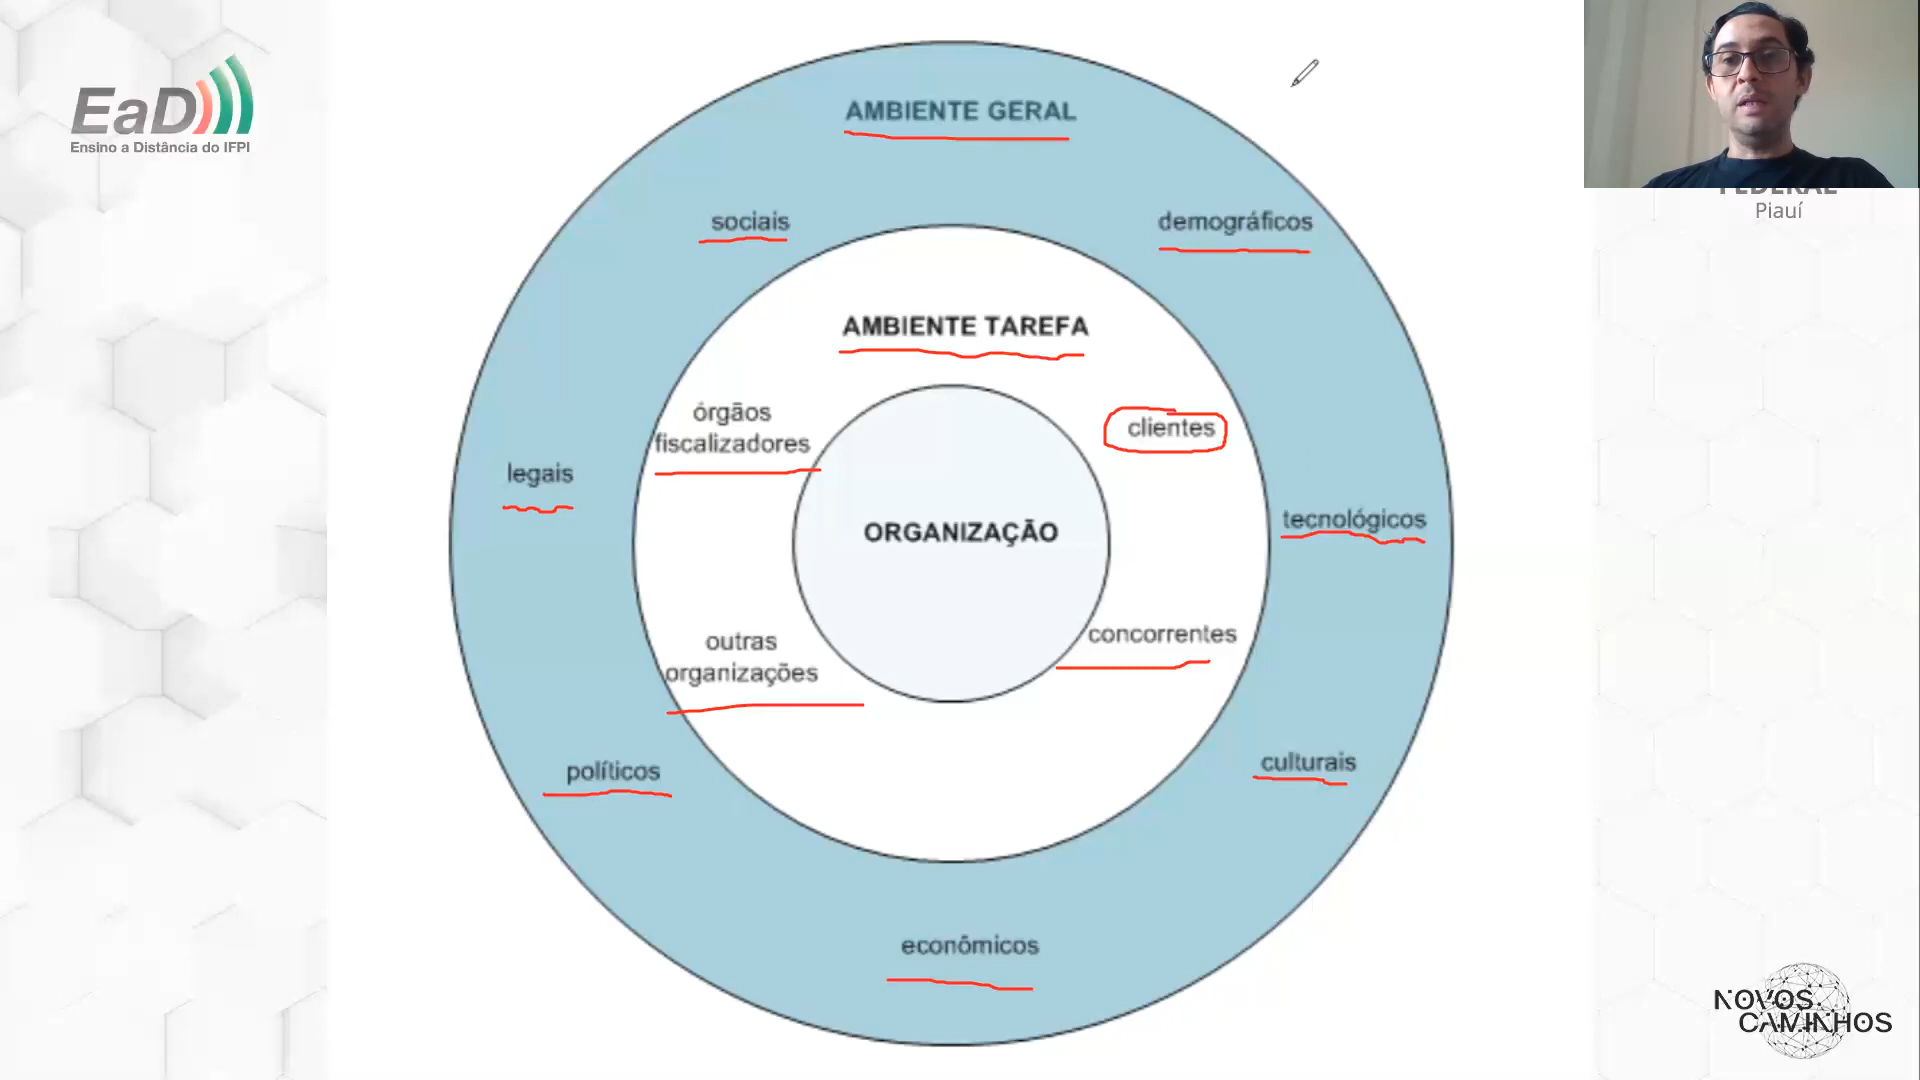 EaD
Ensino a Distância do IFPI
AMBIENTE GERAL
sociais
demográficos
FEDERAL
Piauí
AMBIENTE TAREFA
órgãos
fiscalizadores
clientes
legais
ORGANIZAÇÃO
tecnológicos
outras
organizações
concorrentes
políticos
culturais
econômicos
NOVOS
CAMINHOS